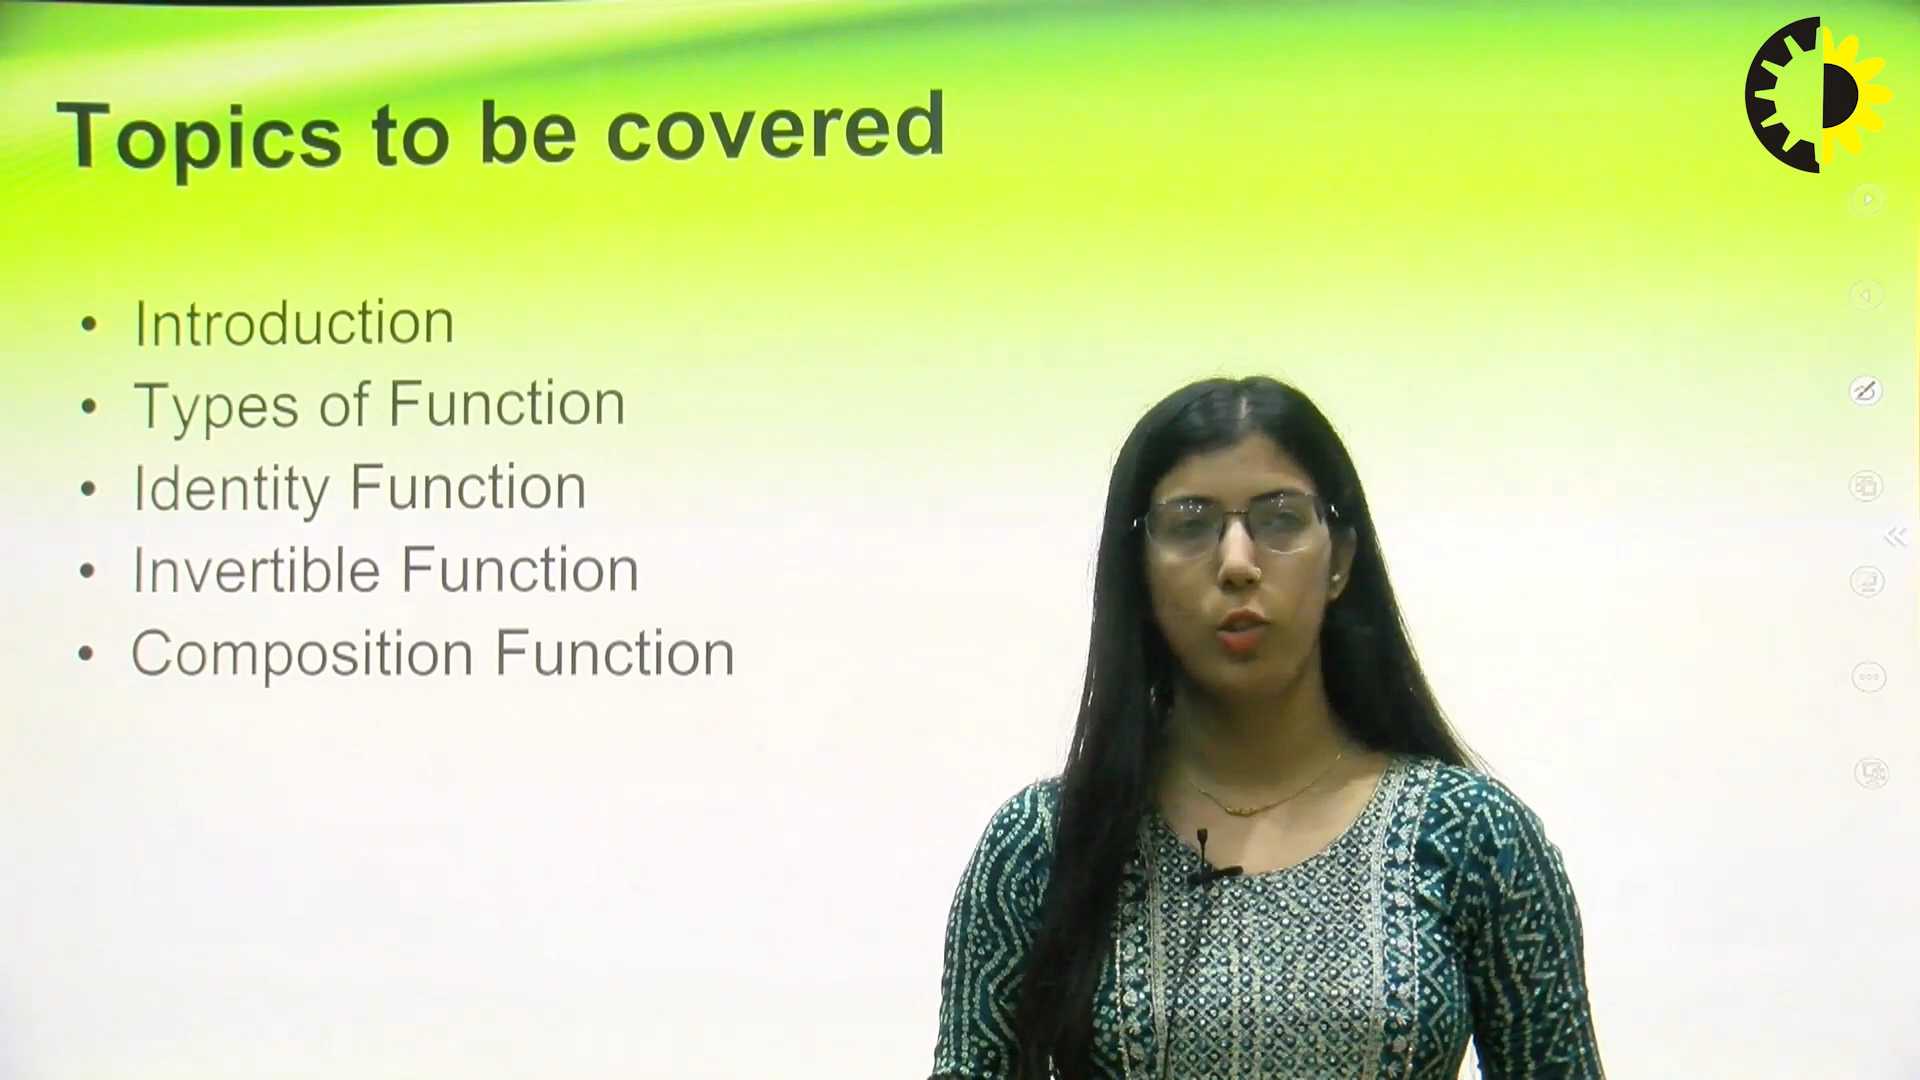 Topics to be covered
• Introduction
• Types of Function
• Identity Function
• Invertible Function
• Composition Function